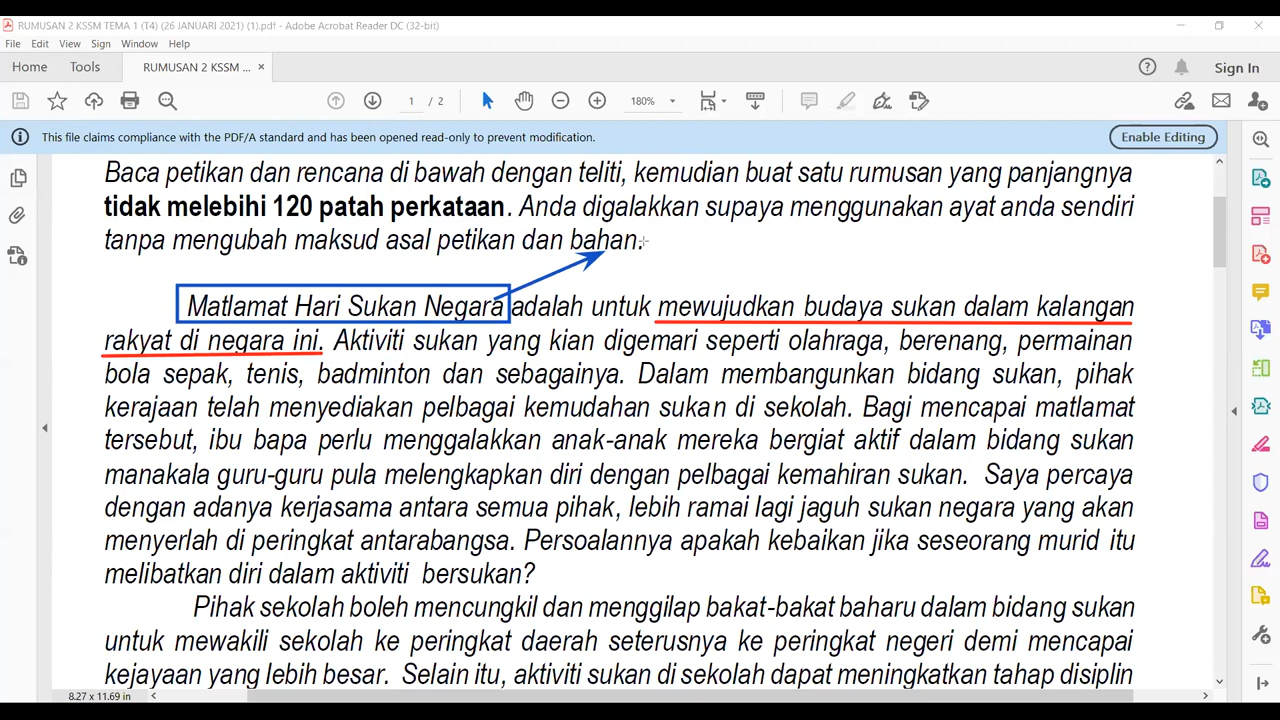 RUMUSAN 2 KSSM TEMA 1 (T4) (26 JANUARI 2021) (1).pdf - Adobe Acrobat Reader DC (32-bit)
File Edit View Sign Window Help
Home Tools RUMUSAN 2 KSSM ... × Sign In
1 / 2 180%
This file claims compliance with the PDF/A standard and has been opened read-only to prevent modification. Enable Editing
Baca petikan dan rencana di bawah dengan teliti, kemudian buat satu rumusan yang panjangnya
tidak melebihi 120 patah perkataan. Anda digalakkan supaya menggunakan ayat anda sendiri
tanpa mengubah maksud asal petikan dan bahan.
Matlamat Hari Sukan Negara adalah untuk mewujudkan budaya sukan dalam kalangan
rakyat di negara ini. Aktiviti sukan yang kian digemari seperti olahraga, berenang, permainan
bola sepak, tenis, badminton dan sebagainya. Dalam membangunkan bidang sukan, pihak
kerajaan telah menyediakan pelbagai kemudahan sukan di sekolah. Bagi mencapai matlamat
tersebut, ibu bapa perlu menggalakkan anak-anak mereka bergiat aktif dalam bidang sukan
manakala guru-guru pula melengkapkan diri dengan pelbagai kemahiran sukan. Saya percaya
dengan adanya kerjasama antara semua pihak, lebih ramai lagi jaguh sukan negara yang akan
menyerlah di peringkat antarabangsa. Persoalannya apakah kebaikan jika seseorang murid itu
melibatkan diri dalam aktiviti bersukan?
Pihak sekolah boleh mencungkil dan menggilap bakat-bakat baharu dalam bidang sukan
untuk mewakili sekolah ke peringkat daerah seterusnya ke peringkat negeri demi mencapai
kejayaan yang lebih besar. Selain itu, aktiviti sukan di sekolah dapat meningkatkan tahap disiplin
8.27 x 11.69 in